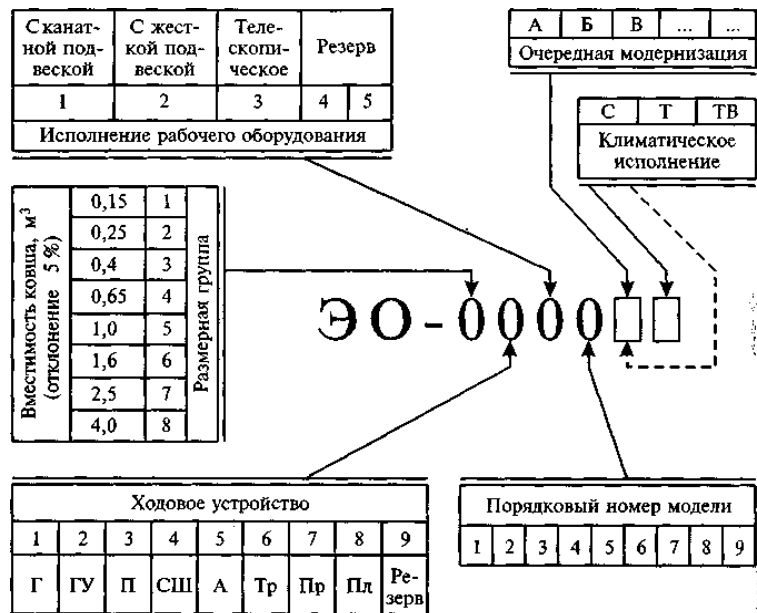 С канат-
ной под-
веской
С жест-
кой под-
веской
Теле-
скопи-
ческое
Резерв
1 2 3 4 5
Исполнение рабочего оборудования
А Б В ... ...
Очередная модернизация
С Т ТВ
Климатическое
исполнение
Вместимость ковша, м³
(отклонение 5 %)
0,15 1
0,25 2
0,4 3
0,65 4
1,0 5
1,6 6
2,5 7
4,0 8
Размерная группа
ЭО-0000
Ходовое устройство
1 2 3 4 5 6 7 8 9
Г ГУ П СШ А Тр Пр Пл Ре-
зерв
Порядковый номер модели
1 2 3 4 5 6 7 8 9